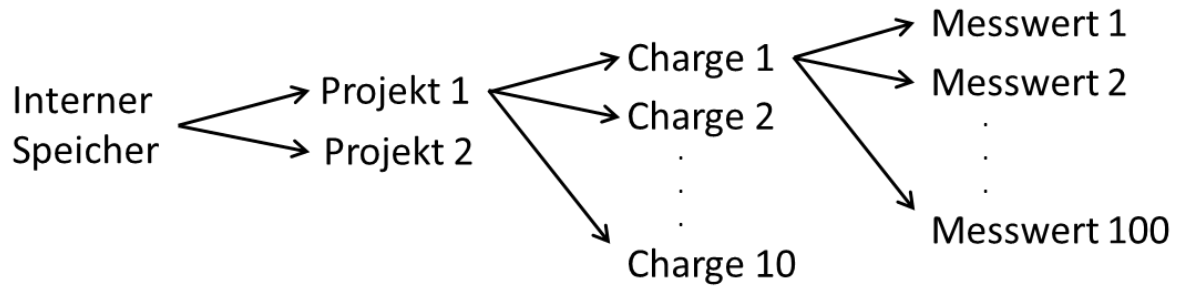 Interner
Speicher
Projekt 1
Projekt 2
Charge 1
Charge 2
.
.
.
Charge 10
Messwert 1
Messwert 2
.
.
.
Messwert 100